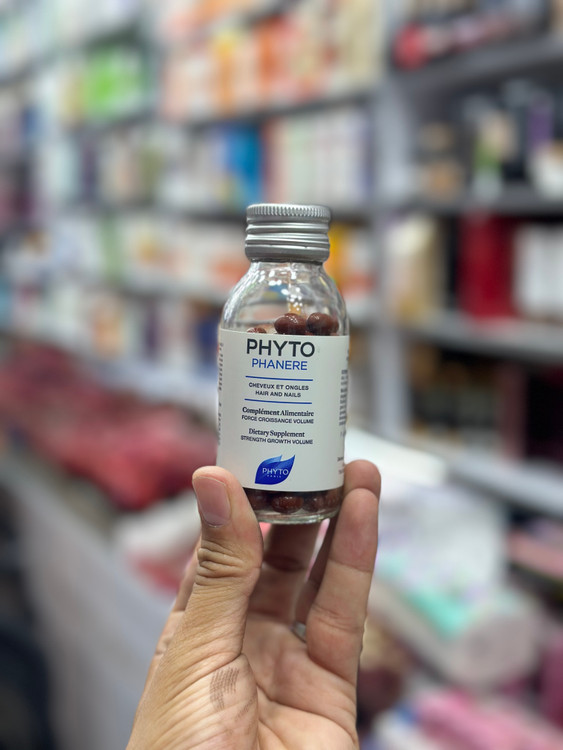 PHYTO
PHANERE
CHEVEUX ET ONGLES
HAIR AND NAILS
Complément Alimentaire
FORCE CROISSANCE VOLUME
Dietary Supplement
STRENGTH GROWTH VOLUME
PHYTO
PARIS